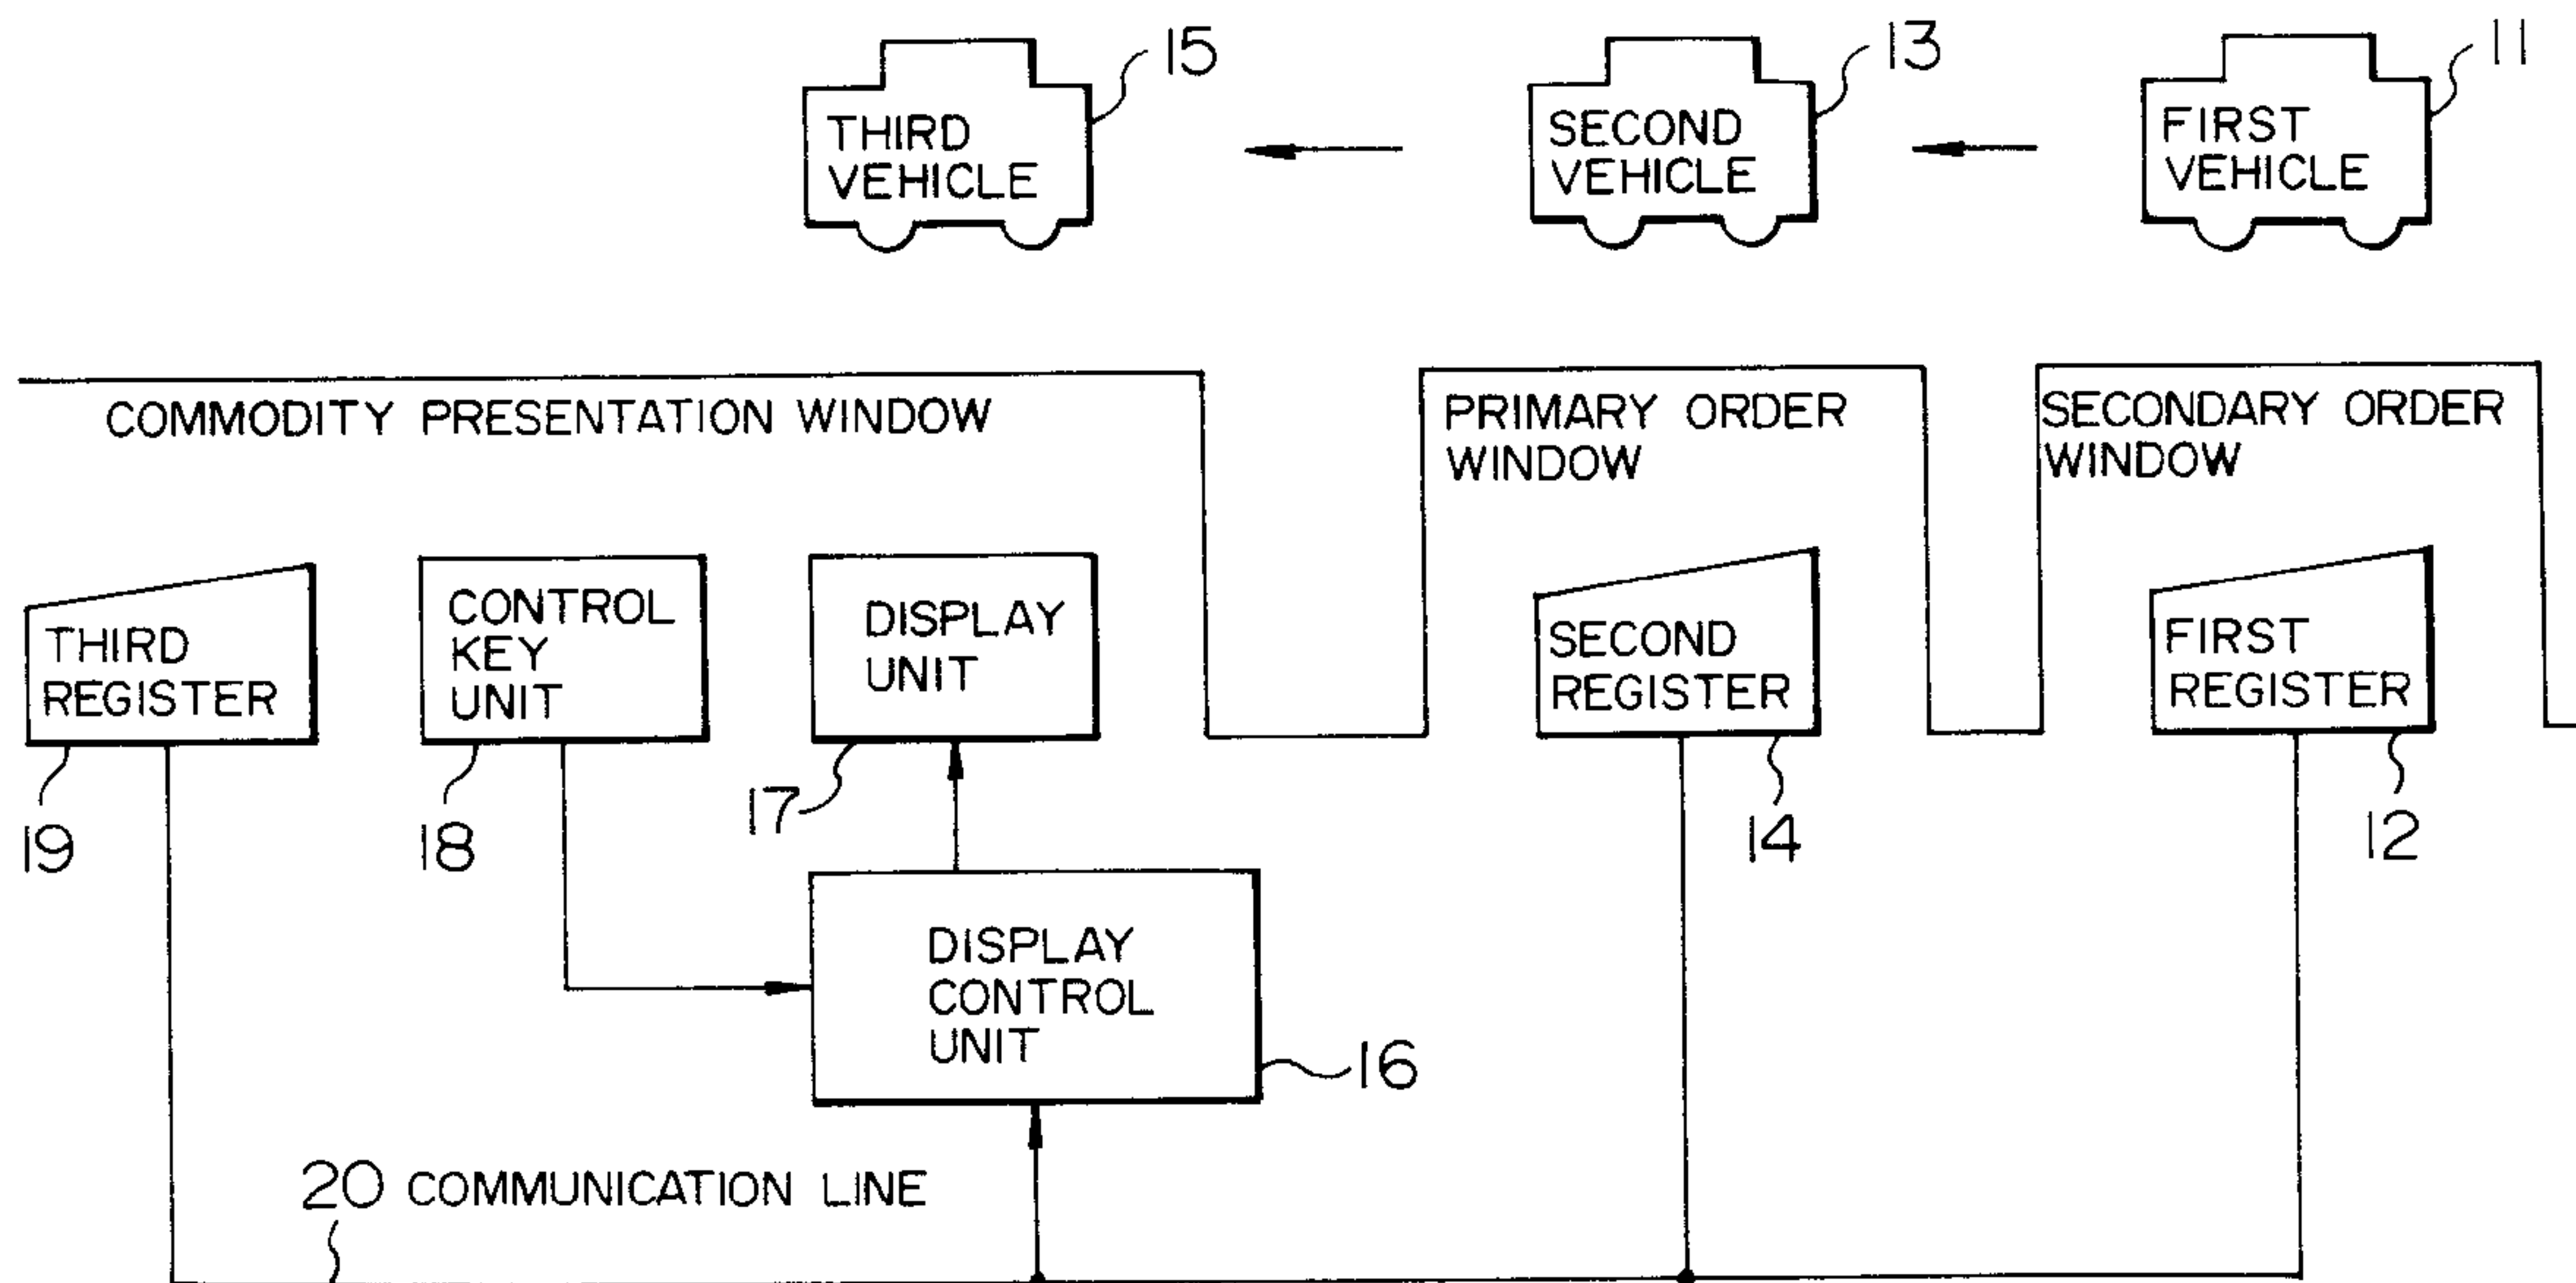 15
13
11
THIRD
VEHICLE
SECOND
VEHICLE
FIRST
VEHICLE
COMMODITY PRESENTATION WINDOW
PRIMARY ORDER
WINDOW
SECONDARY ORDER
WINDOW
THIRD
REGISTER
CONTROL
KEY
UNIT
DISPLAY
UNIT
SECOND
REGISTER
FIRST
REGISTER
19
18
17
14
12
DISPLAY
CONTROL
UNIT
16
20 COMMUNICATION LINE